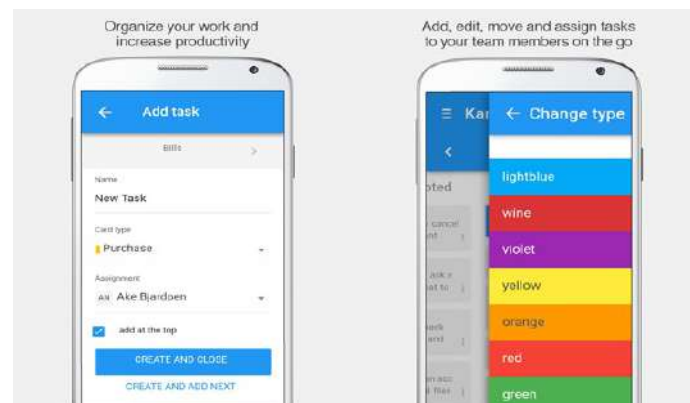 Organize your work and
increase productivity
Add task
Bills
Name
New Task
Card type
Purchase
Assignment
AN Ake Bjardoen
add at the top
CREATE AND CLOSE
CREATE AND ADD NEXT
Add, edit, move and assign tasks
to your team members on the go
Change type
lightblue
wine
violet
yellow
orange
red
green